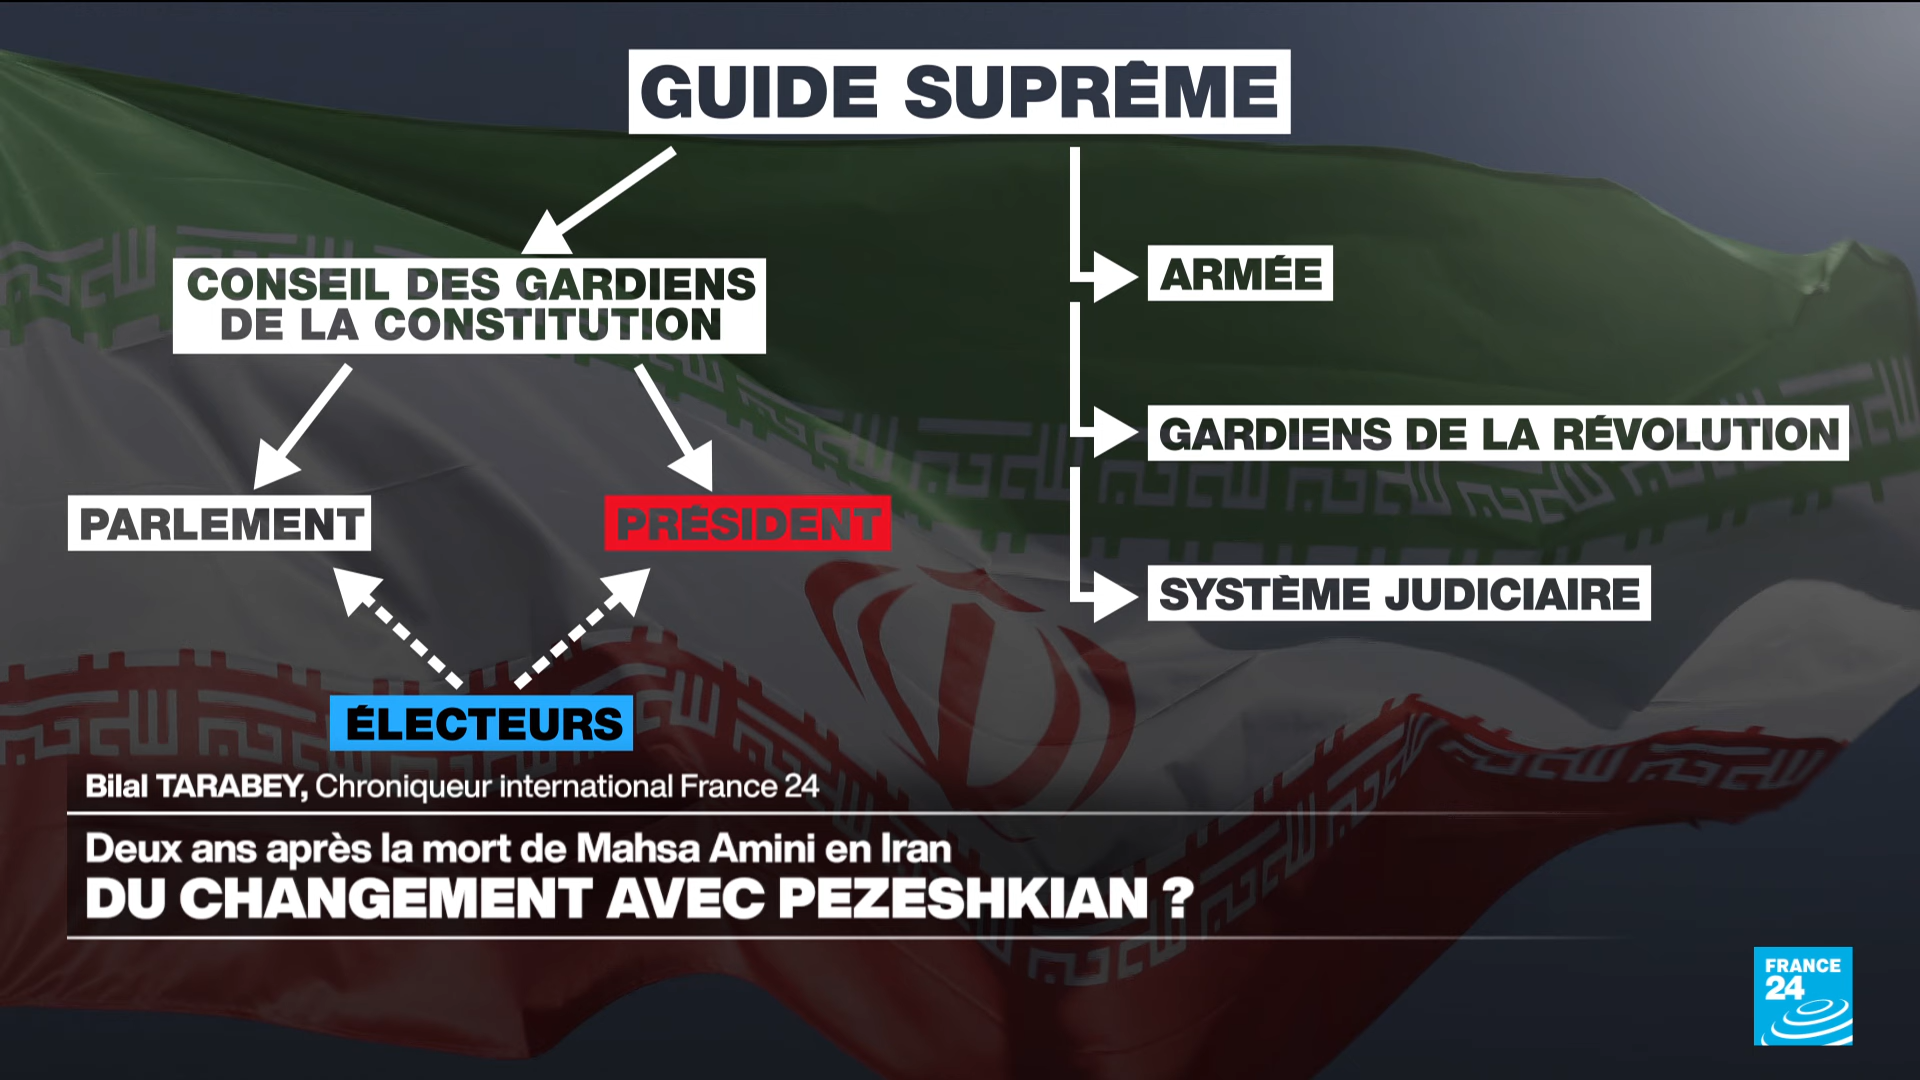 GUIDE SUPRÊME
CONSEIL DES GARDIENS
DE LA CONSTITUTION
ARMÉE
GARDIENS DE LA RÉVOLUTION
PARLEMENT
PRÉSIDENT
SYSTÈME JUDICIAIRE
ÉLECTEURS
Bilal TARABEY, Chroniqueur international France 24
Deux ans après la mort de Mahsa Amini en Iran
DU CHANGEMENT AVEC PEZESHKIAN ?
FRANCE
24